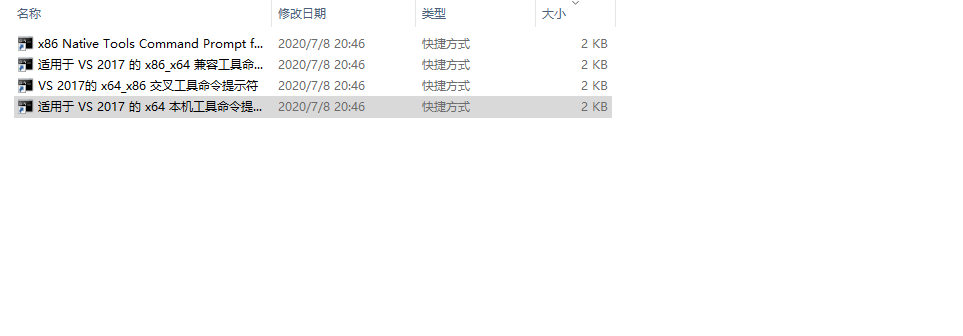 名称 修改日期 类型 大小
x86 Native Tools Command Prompt f... 2020/7/8 20:46 快捷方式 2 KB
适用于 VS 2017 的 x86_x64 兼容工具命... 2020/7/8 20:46 快捷方式 2 KB
VS 2017的 x64_x86 交叉工具命令提示符 2020/7/8 20:46 快捷方式 2 KB
适用于 VS 2017 的 x64 本机工具命令提... 2020/7/8 20:46 快捷方式 2 KB